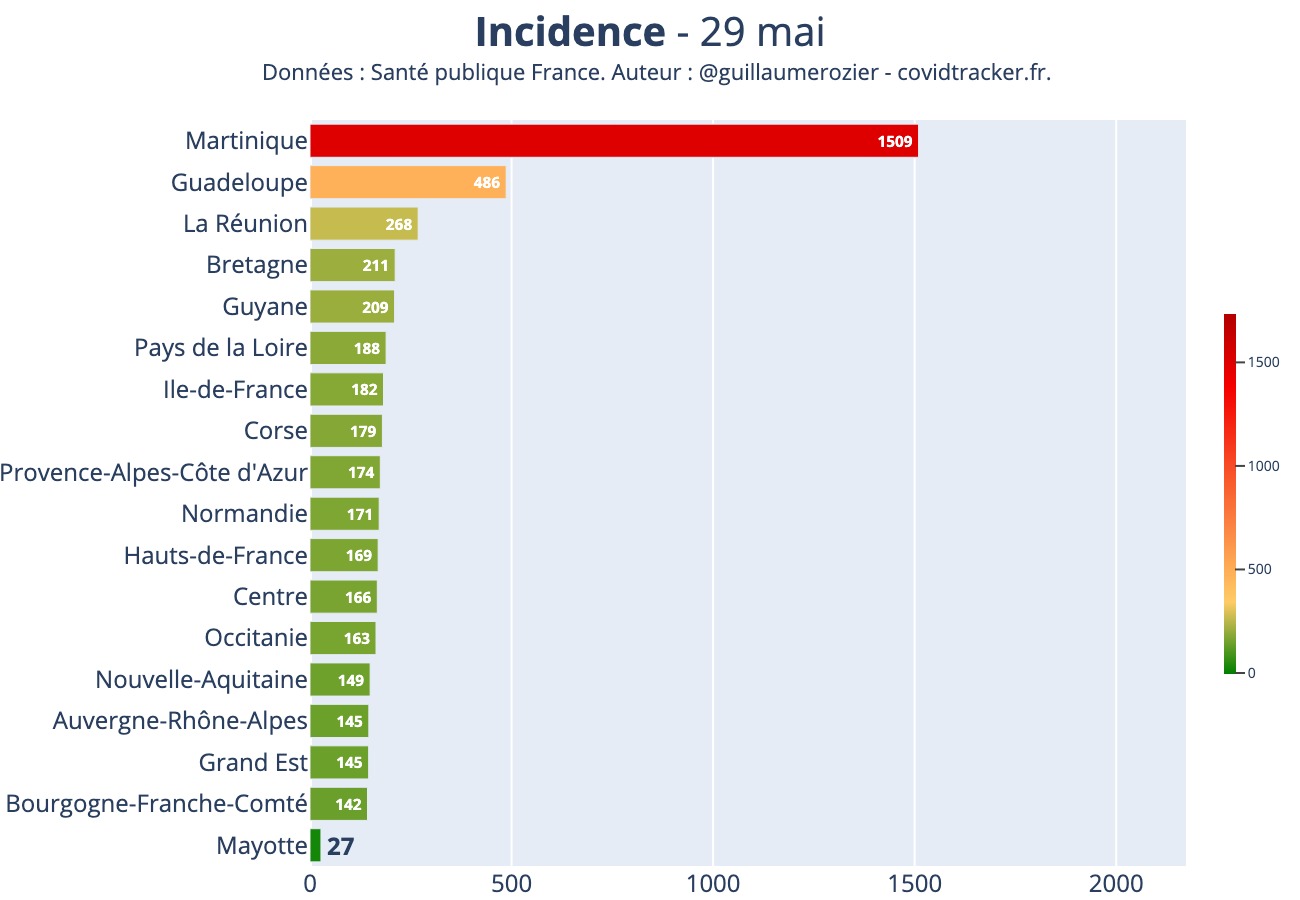 Incidence - 29 mai
Données : Santé publique France. Auteur : @guillaumerozier - covidtracker.fr.
Martinique 1509
Guadeloupe 486
La Réunion 268
Bretagne 211
Guyane 209
Pays de la Loire 188
Ile-de-France 182
Corse 179
Provence-Alpes-Côte d'Azur 174
Normandie 171
Hauts-de-France 169
Centre 166
Occitanie 163
Nouvelle-Aquitaine 149
Auvergne-Rhône-Alpes 145
Grand Est 145
Bourgogne-Franche-Comté 142
Mayotte 27
0 500 1000 1500 2000
1500
1000
500
0